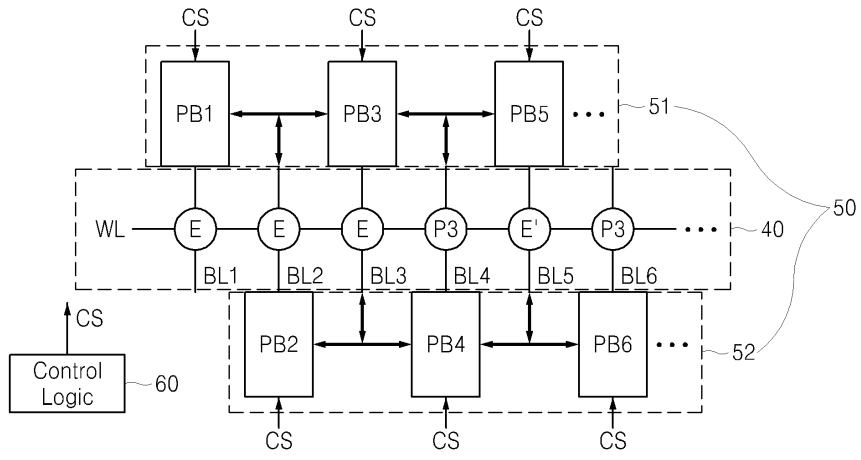 CS CS CS
PB1 PB3 PB5 ... 51
50
WL E E E P3 E' P3 ... 40
BL1 BL2 BL3 BL4 BL5 BL6
CS
PB2 PB4 PB6 ... 52
Control
Logic 60
CS CS CS